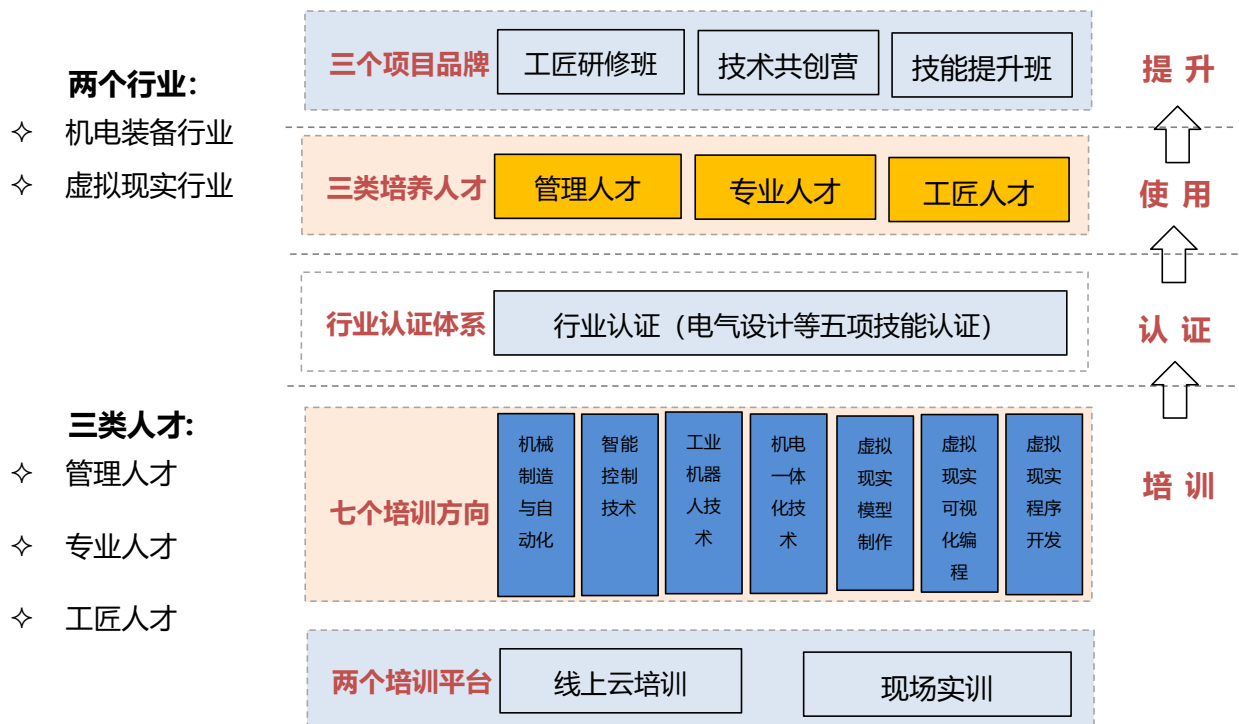 两个行业：
✧ 机电装备行业
✧ 虚拟现实行业
三类人才:
✧ 管理人才
✧ 专业人才
✧ 工匠人才
三个项目品牌
工匠研修班
技术共创营
技能提升班
三类培养人才
管理人才
专业人才
工匠人才
行业认证体系
行业认证（电气设计等五项技能认证）
七个培训方向
机械
制造
与自
动化
智能
控制
技术
工业
机器
人技
术
机电
一体
化技
术
虚拟
现实
模型
制作
虚拟
现实
可视
化编
程
虚拟
现实
程序
开发
两个培训平台
线上云培训
现场实训
提 升
使 用
认 证
培 训